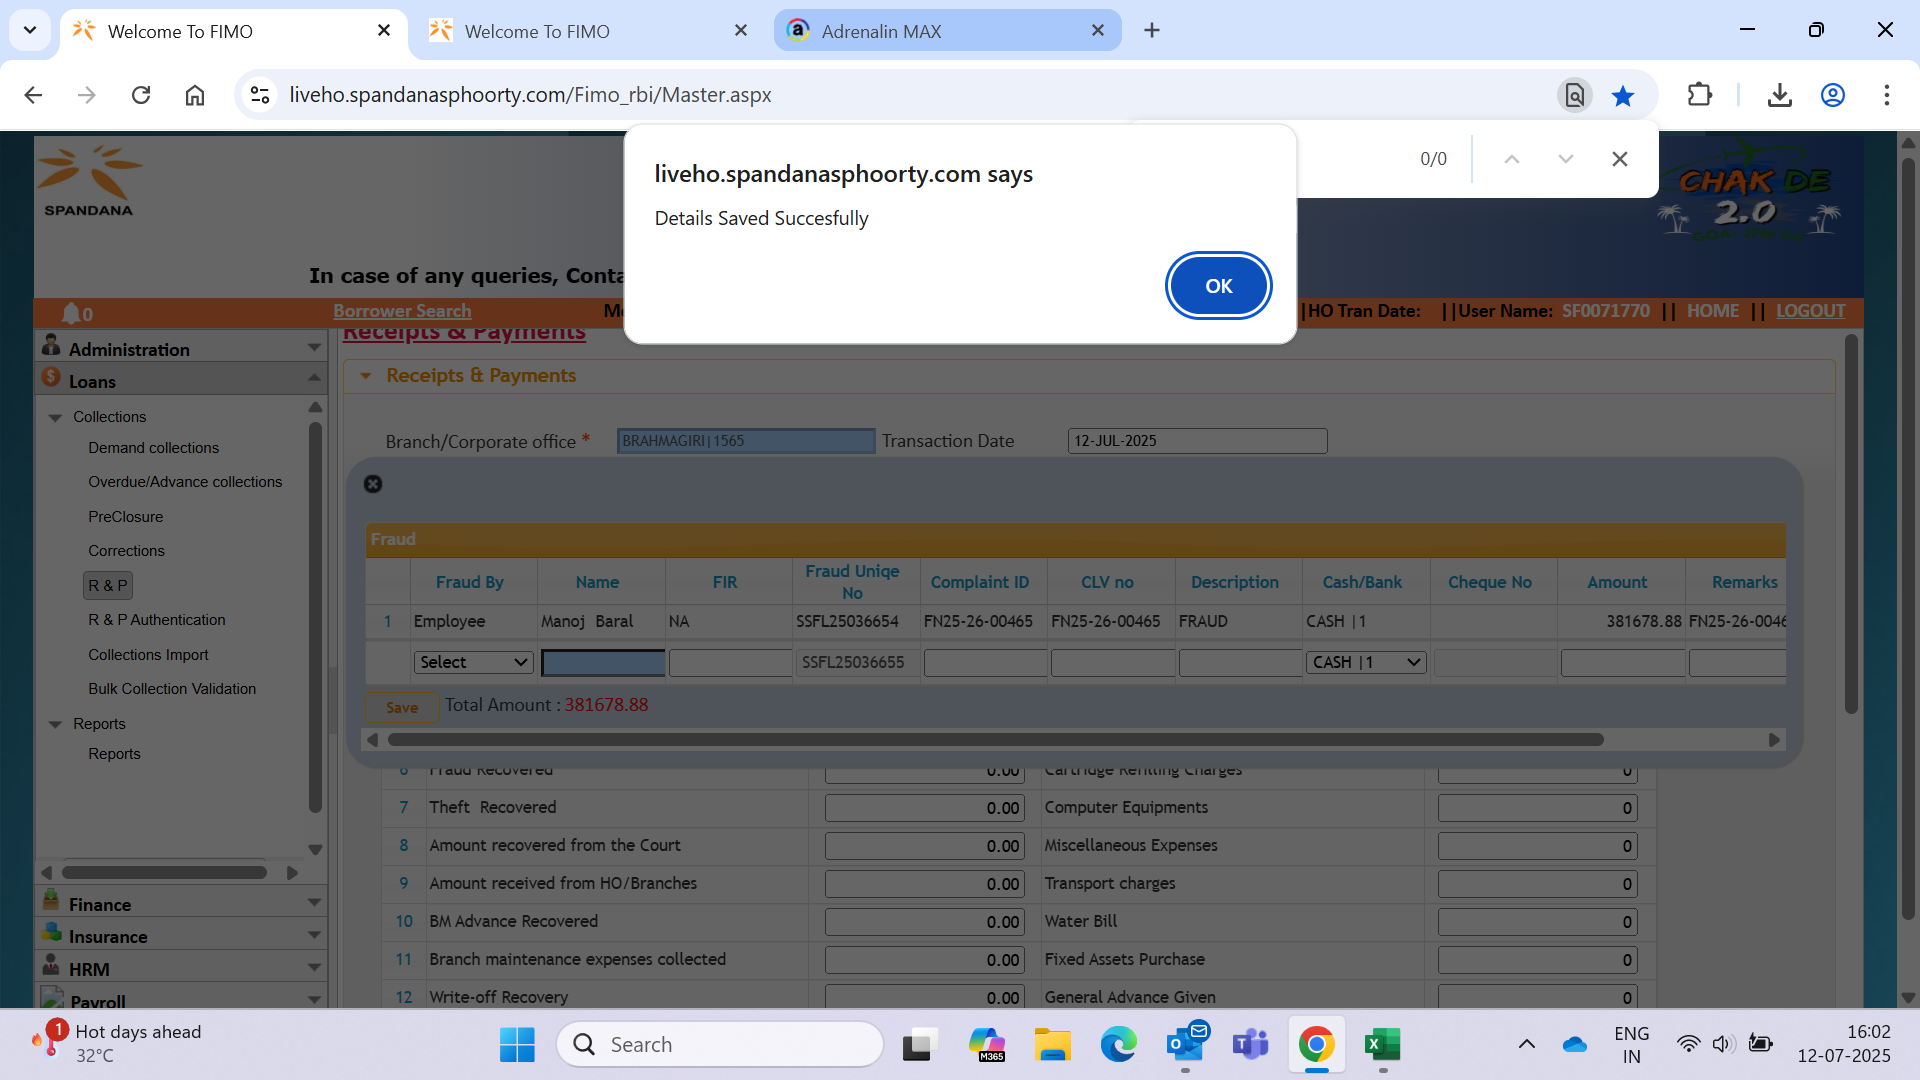 Welcome To FIMO
Welcome To FIMO
Adrenalin MAX
liveho.spandanasphoorty.com/Fimo_rbi/Master.aspx
liveho.spandanasphoorty.com says
Details Saved Succesfully
OK
0/0
SPANDANA
CHAK DE
2.0
In case of any queries, Conta
0
Borrower Search
|HO Tran Date: ||User Name: SF0071770 || HOME || LOGOUT
Administration
Loans
Collections
Demand collections
Overdue/Advance collections
PreClosure
Corrections
R & P
R & P Authentication
Collections Import
Bulk Collection Validation
Reports
Reports
Finance
Insurance
HRM
Payroll
Receipts & Payments
Receipts & Payments
Branch/Corporate office * BRAHMAGIRI|1565 Transaction Date 12-JUL-2025
Fraud
Fraud By Name FIR Fraud Uniqe No Complaint ID CLV no Description Cash/Bank Cheque No Amount Remarks
1 Employee Manoj Baral NA SSFL25036654 FN25-26-00465 FN25-26-00465 FRAUD CASH |1 381678.88 FN25-26-0046
Select SSFL25036655 CASH |1
Save Total Amount : 381678.88
6 Fraud Recovered 0.00 Cartridge Refilling Charges 0
7 Theft Recovered 0.00 Computer Equipments 0
8 Amount recovered from the Court 0.00 Miscellaneous Expenses 0
9 Amount received from HO/Branches 0.00 Transport charges 0
10 BM Advance Recovered 0.00 Water Bill 0
11 Branch maintenance expenses collected 0.00 Fixed Assets Purchase 0
12 Write-off Recovery 0.00 General Advance Given 0
1
Hot days ahead
32°C
Search
M365
ENG
IN
16:02
12-07-2025